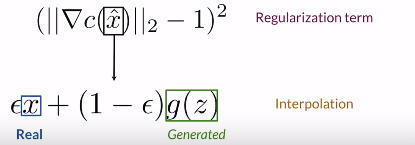 (||∇c(x̂)||₂ − 1)² Regularization term
ϵx + (1 − ϵ)g(z) Interpolation
Real Generated